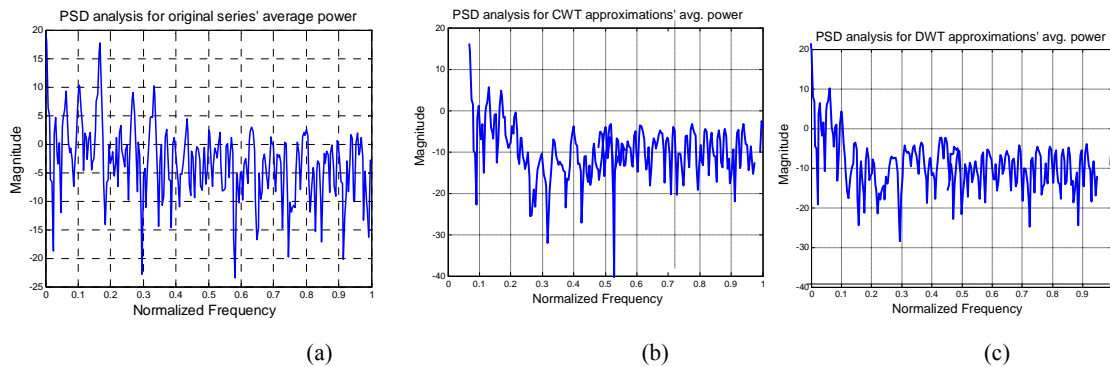 PSD analysis for original series' average power
20
15
10
5
0
-5
-10
-15
-20
-25
Magnitude
0 0.1 0.2 0.3 0.4 0.5 0.6 0.7 0.8 0.9 1
Normalized Frequency
(a)
PSD analysis for CWT approximations' avg. power
20
10
0
-10
-20
-30
-40
Magnitude
0 0.1 0.2 0.3 0.4 0.5 0.6 0.7 0.8 0.9 1
Normalized Frequency
(b)
PSD analysis for DWT approximations' avg. power
20
10
0
-10
-20
-30
-40
Magnitude
0 0.1 0.2 0.3 0.4 0.5 0.6 0.7 0.8 0.9
Normalized Frequency
(c)